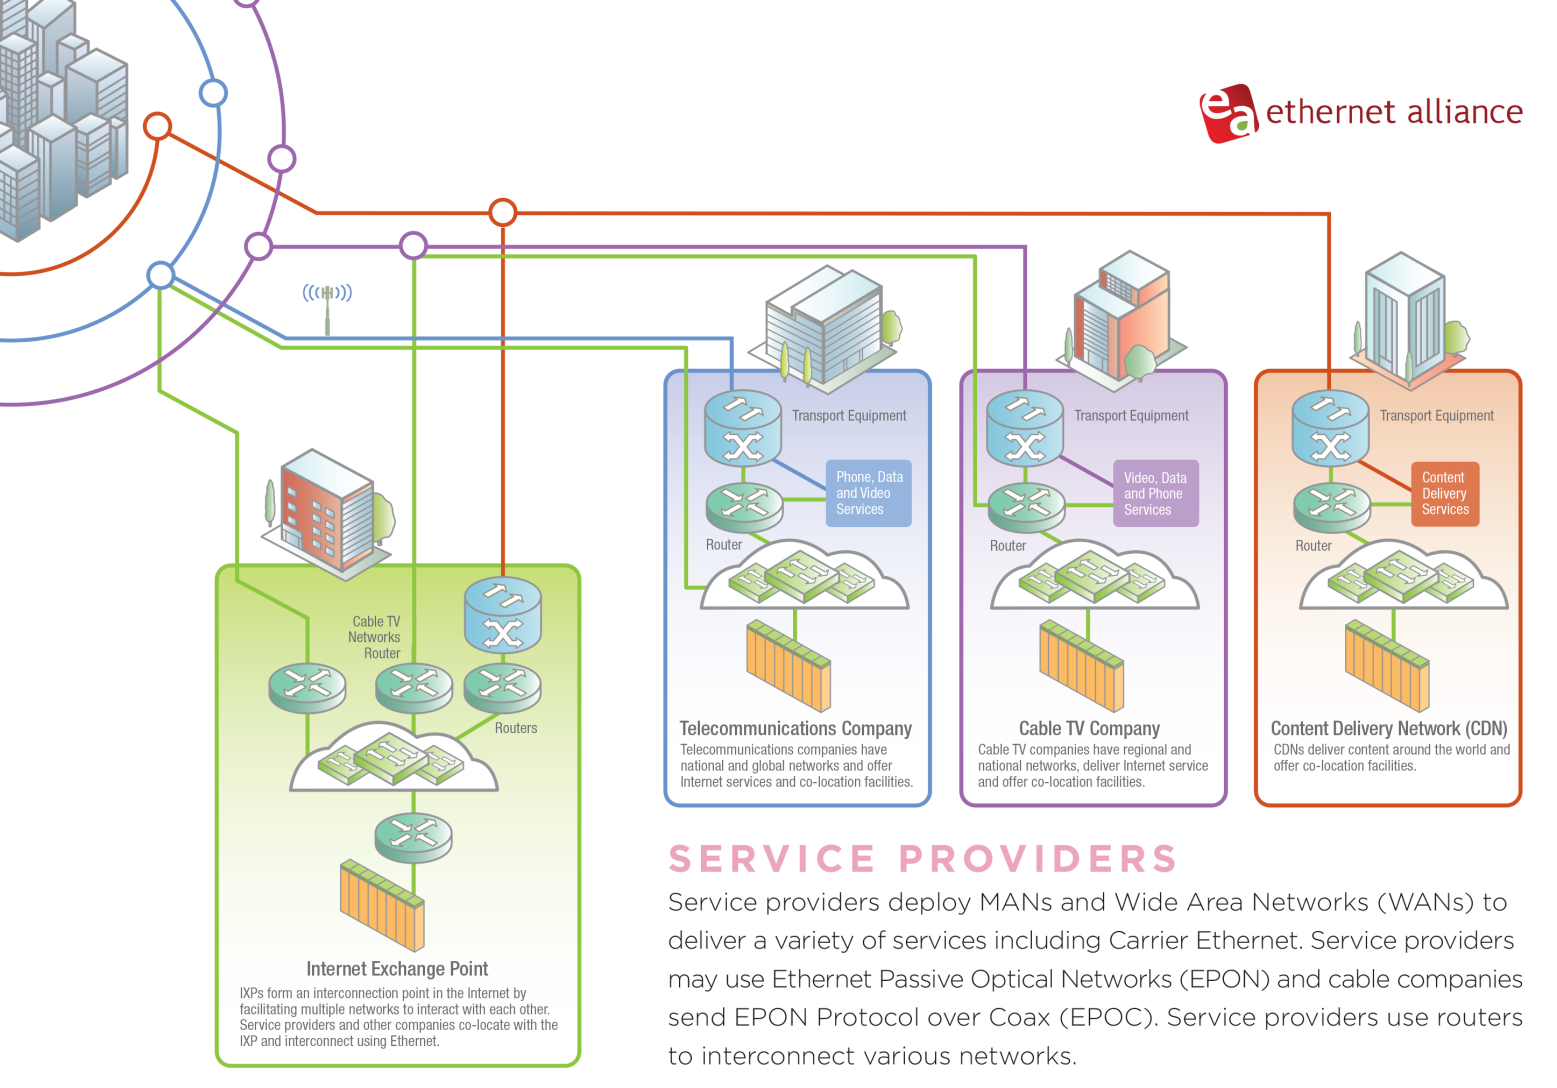 ea ethernet alliance
Transport Equipment
Phone, Data
and Video
Services
Router
Telecommunications Company
Telecommunications companies have
national and global networks and offer
Internet services and co-location facilities.
Transport Equipment
Video, Data
and Phone
Services
Router
Cable TV Company
Cable TV companies have regional and
national networks, deliver Internet service
and offer co-location facilities.
Transport Equipment
Content
Delivery
Services
Router
Content Delivery Network (CDN)
CDNs deliver content around the world and
offer co-location facilities.
Cable TV
Networks
Router
Routers
Internet Exchange Point
IXPs form an interconnection point in the Internet by
facilitating multiple networks to interact with each other.
Service providers and other companies co-locate with the
IXP and interconnect using Ethernet.
SERVICE PROVIDERS
Service providers deploy MANs and Wide Area Networks (WANs) to
deliver a variety of services including Carrier Ethernet. Service providers
may use Ethernet Passive Optical Networks (EPON) and cable companies
send EPON Protocol over Coax (EPOC). Service providers use routers
to interconnect various networks.